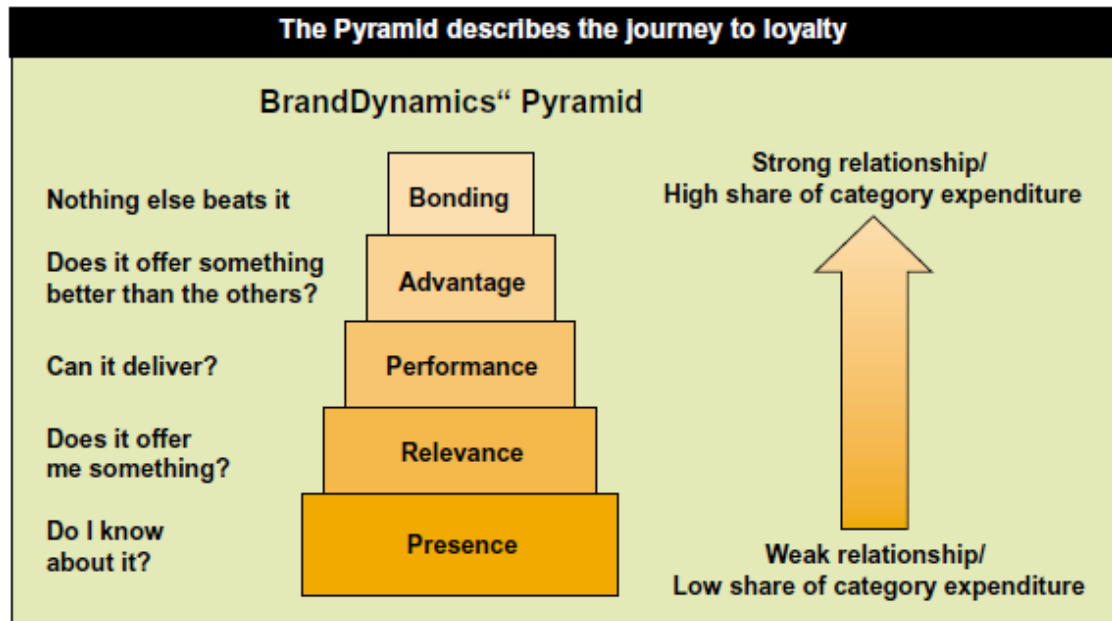 The Pyramid describes the journey to loyalty
BrandDynamics“ Pyramid
Nothing else beats it
Bonding
Does it offer something
better than the others?
Advantage
Can it deliver?
Performance
Does it offer
me something?
Relevance
Do I know
about it?
Presence
Strong relationship/
High share of category expenditure
Weak relationship/
Low share of category expenditure